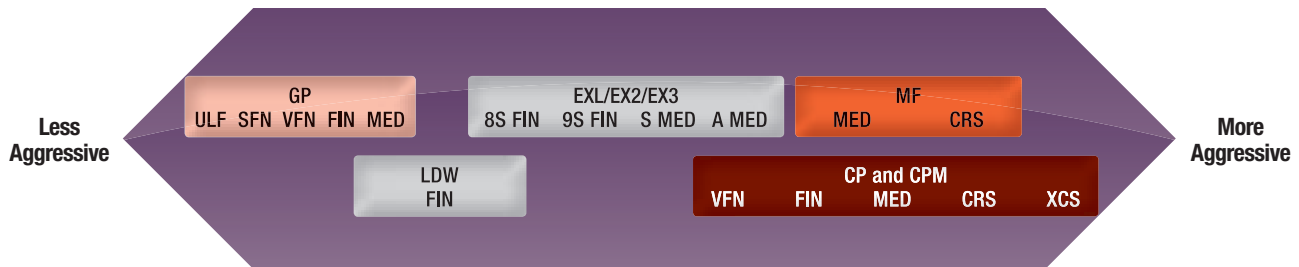 Less
Aggressive
GP
ULF SFN VFN FIN MED
EXL/EX2/EX3
8S FIN 9S FIN S MED A MED
MF
MED CRS
LDW
FIN
CP and CPM
VFN FIN MED CRS XCS
More
Aggressive